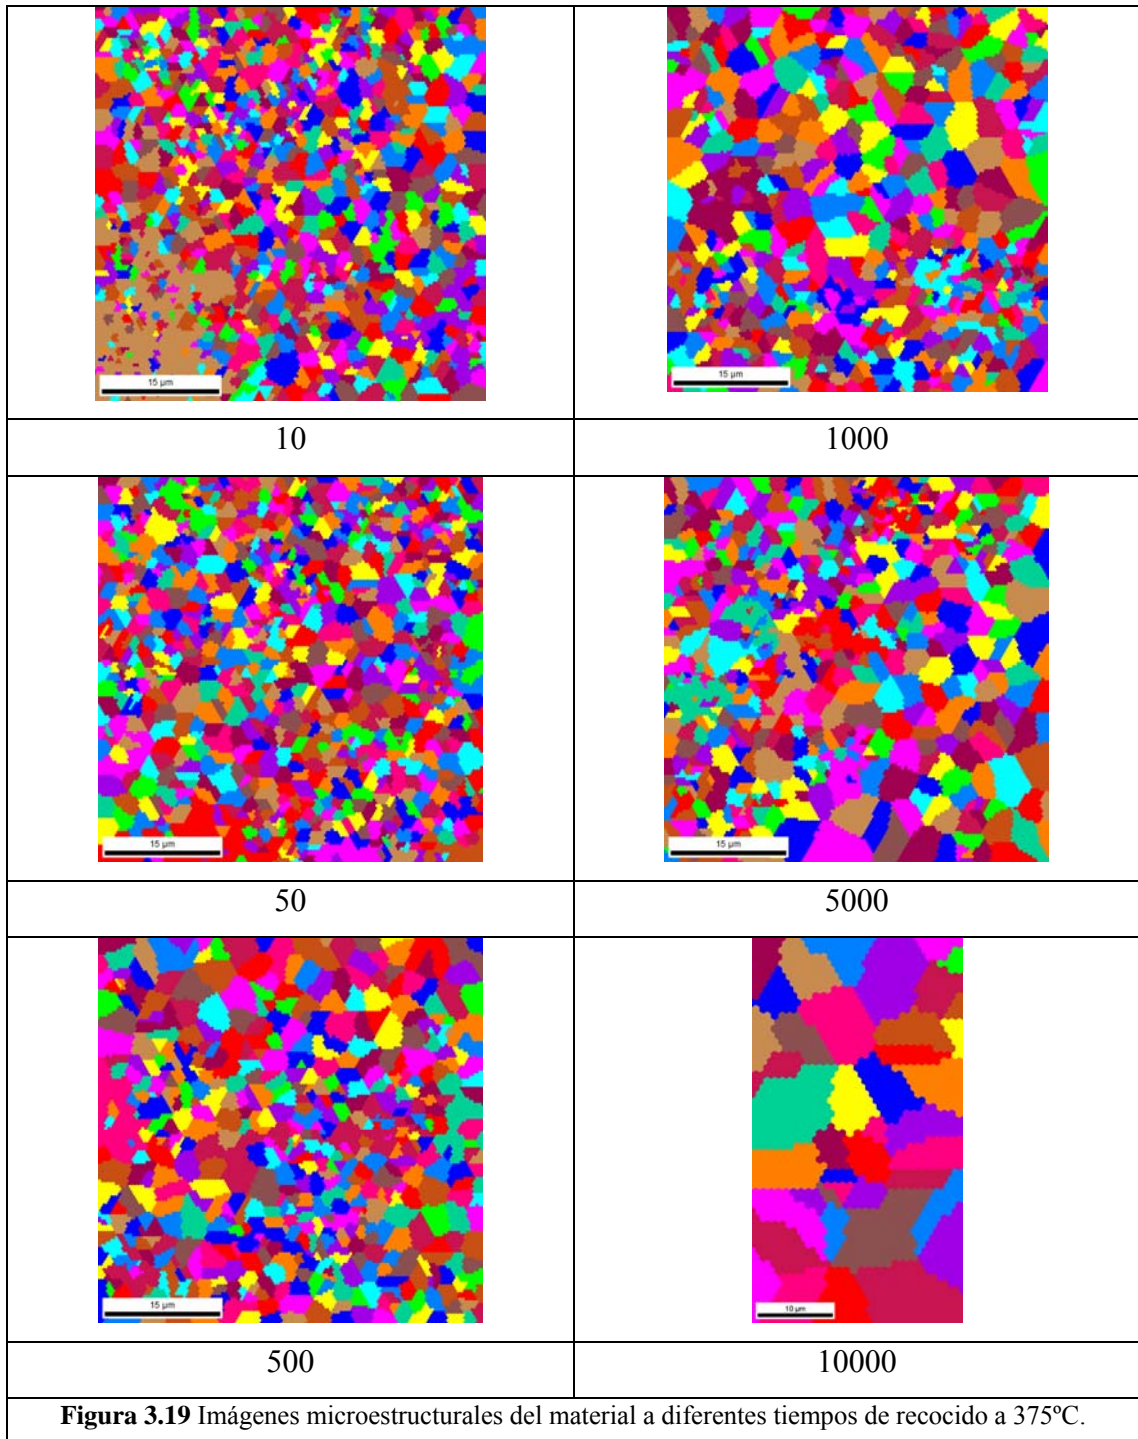 15 µm
15 µm
10
1000
15 µm
15 µm
50
5000
15 µm
10 µm
500
10000
Figura 3.19 Imágenes microestructurales del material a diferentes tiempos de recocido a 375ºC.